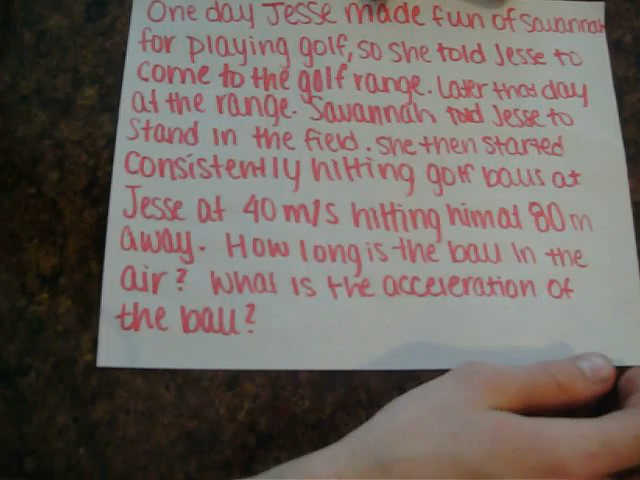 One day Jesse made fun of Savannah
for playing golf, so she told Jesse to
come to the golf range. Later that day
at the range. Savannah told Jesse to
stand in the field. She then started
consistently hitting golf balls at
Jesse at 40 m/s hitting him at 80 m
away. How long is the ball in the
air? What is the acceleration of
the ball?